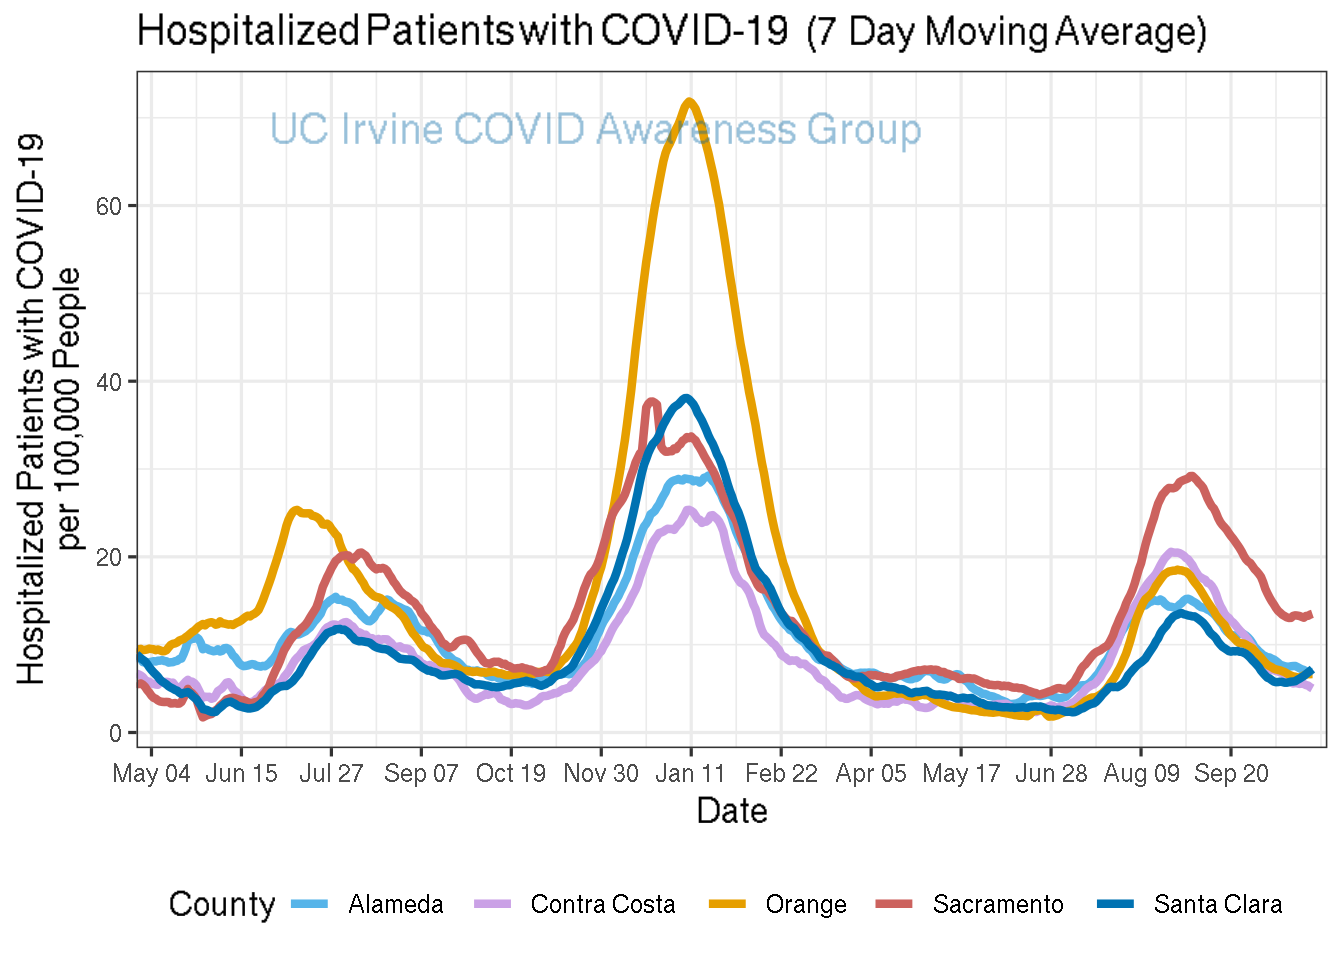 Hospitalized Patients with COVID-19 (7 Day Moving Average)
UC Irvine COVID Awareness Group
Hospitalized Patients with COVID-19
per 100,000 People
60
40
20
0
May 04 Jun 15 Jul 27 Sep 07 Oct 19 Nov 30 Jan 11 Feb 22 Apr 05 May 17 Jun 28 Aug 09 Sep 20
Date
County Alameda Contra Costa Orange Sacramento Santa Clara